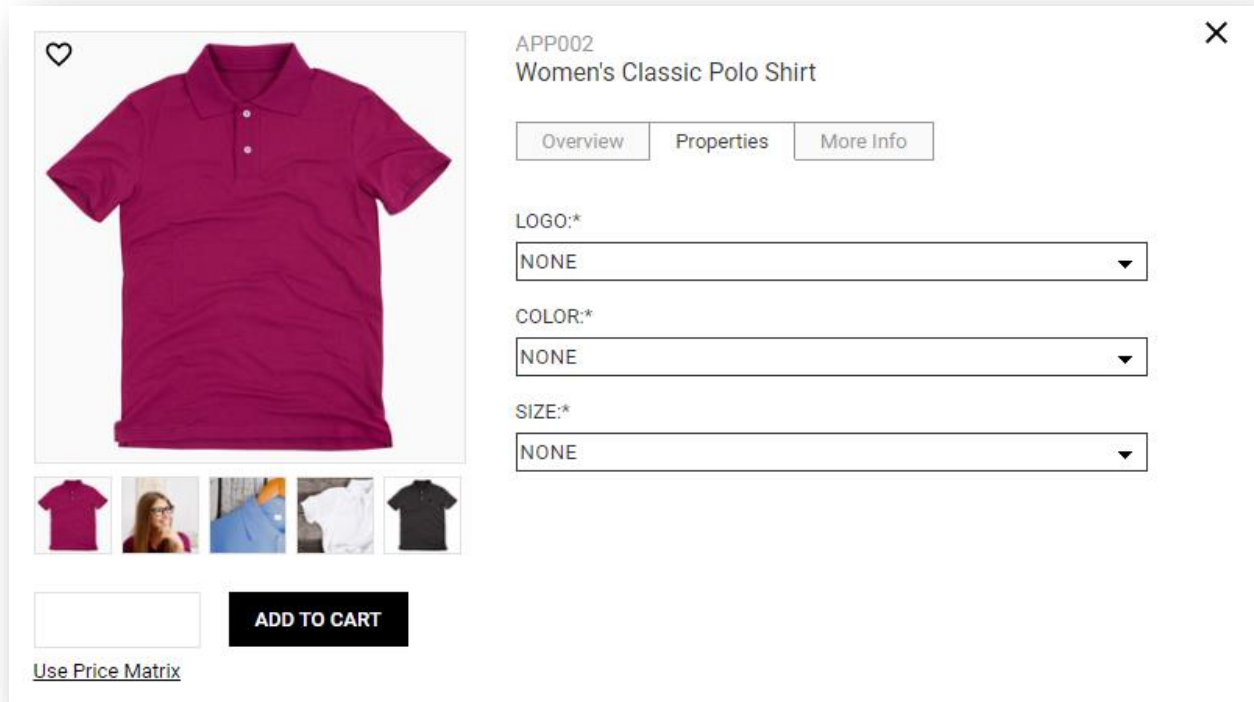 APP002
Women's Classic Polo Shirt
Overview Properties More Info
LOGO:*
NONE
COLOR:*
NONE
SIZE:*
NONE
ADD TO CART
Use Price Matrix